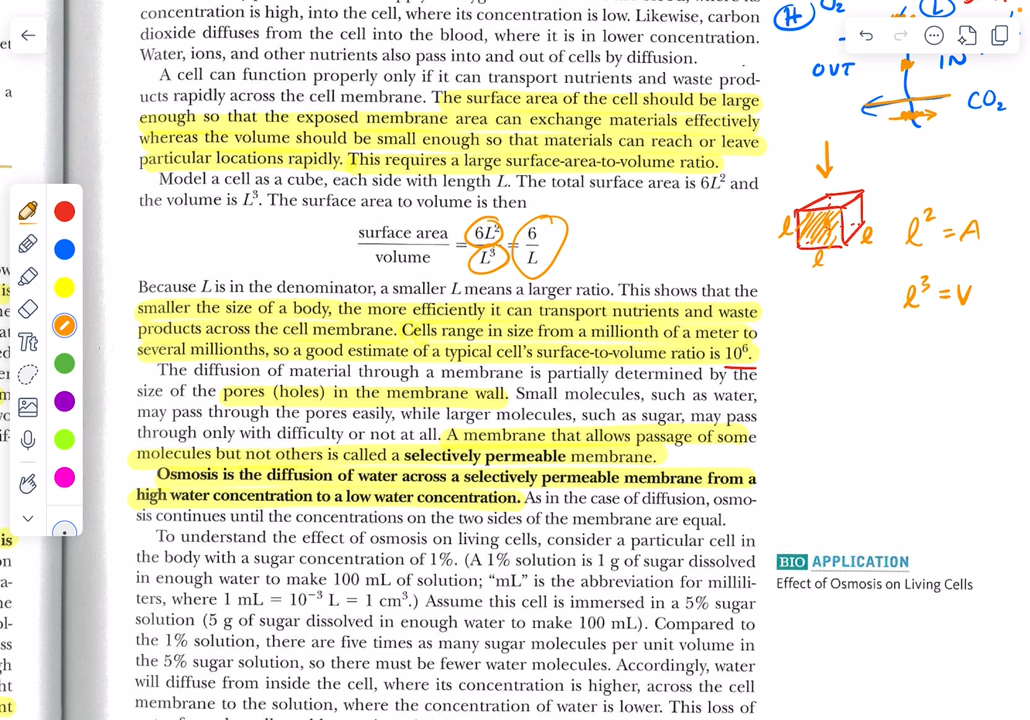 concentration is high, into the cell, where its concentration is low. Likewise, carbon
dioxide diffuses from the cell into the blood, where it is in lower concentration.
Water, ions, and other nutrients also pass into and out of cells by diffusion.
A cell can function properly only if it can transport nutrients and waste prod-
ucts rapidly across the cell membrane. The surface area of the cell should be large
enough so that the exposed membrane area can exchange materials effectively
whereas the volume should be small enough so that materials can reach or leave
particular locations rapidly. This requires a large surface-area-to-volume ratio.
Model a cell as a cube, each side with length L. The total surface area is 6L² and
the volume is L³. The surface area to volume is then
surface area / volume = 6L² / L³ = 6 / L
Because L is in the denominator, a smaller L means a larger ratio. This shows that the
smaller the size of a body, the more efficiently it can transport nutrients and waste
products across the cell membrane. Cells range in size from a millionth of a meter to
several millionths, so a good estimate of a typical cell's surface-to-volume ratio is 10⁶.
The diffusion of material through a membrane is partially determined by the
size of the pores (holes) in the membrane wall. Small molecules, such as water,
may pass through the pores easily, while larger molecules, such as sugar, may pass
through only with difficulty or not at all. A membrane that allows passage of some
molecules but not others is called a selectively permeable membrane.
Osmosis is the diffusion of water across a selectively permeable membrane from a
high water concentration to a low water concentration. As in the case of diffusion, osmo-
sis continues until the concentrations on the two sides of the membrane are equal.
To understand the effect of osmosis on living cells, consider a particular cell in
the body with a sugar concentration of 1%. (A 1% solution is 1 g of sugar dissolved
in enough water to make 100 mL of solution; “mL” is the abbreviation for millili-
ters, where 1 mL = 10⁻³ L = 1 cm³.) Assume this cell is immersed in a 5% sugar
solution (5 g of sugar dissolved in enough water to make 100 mL). Compared to
the 1% solution, there are five times as many sugar molecules per unit volume in
the 5% sugar solution, so there must be fewer water molecules. Accordingly, water
will diffuse from inside the cell, where its concentration is higher, across the cell
membrane to the solution, where the concentration of water is lower. This loss of
H O₂ L
OUT IN
CO₂
l l l
l² = A
l³ = V
BIO APPLICATION
Effect of Osmosis on Living Cells
Tt